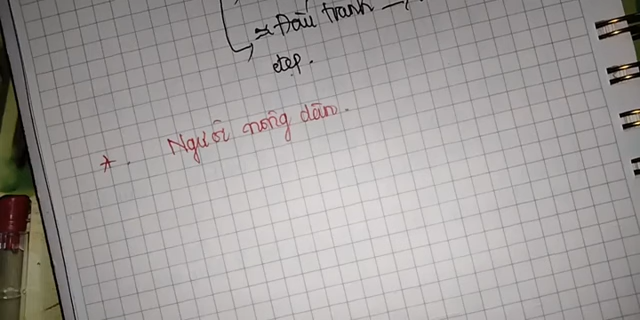 ≈ Đấu tranh →
đẹp.
*. Người nông dân.